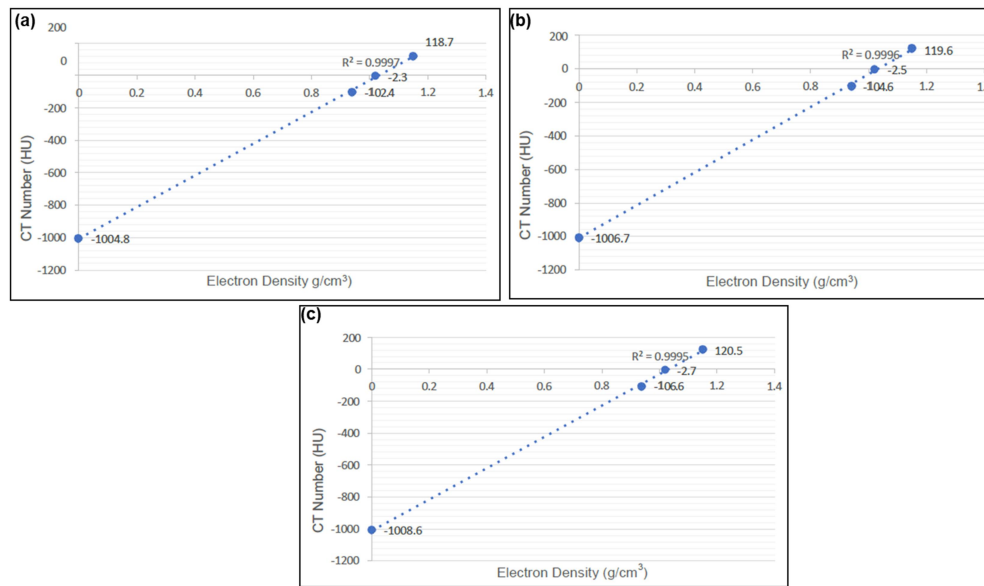 (a)
200
118.7
R² = 0.9997
0
-2.3
0 0.2 0.4 0.6 0.8 1.2 1.4
-102.4
-200
-400
-600
-800
-1000
-1004.8
-1200
CT Number (HU)
Electron Density g/cm³)
(b)
200
119.6
R² = 0.9996
0
-2.5
0 0.2 0.4 0.6 0.8 1.2
-104.6
-200
-400
-600
-800
-1000
-1006.7
-1200
CT Number (HU)
Electron Density (g/cm³)
(c)
200
120.5
R² = 0.9995
0
-2.7
0 0.2 0.4 0.6 0.8 1.2 1.4
-106.6
-200
-400
-600
-800
-1000
-1008.6
-1200
CT Number (HU)
Electron Density (g/cm³)